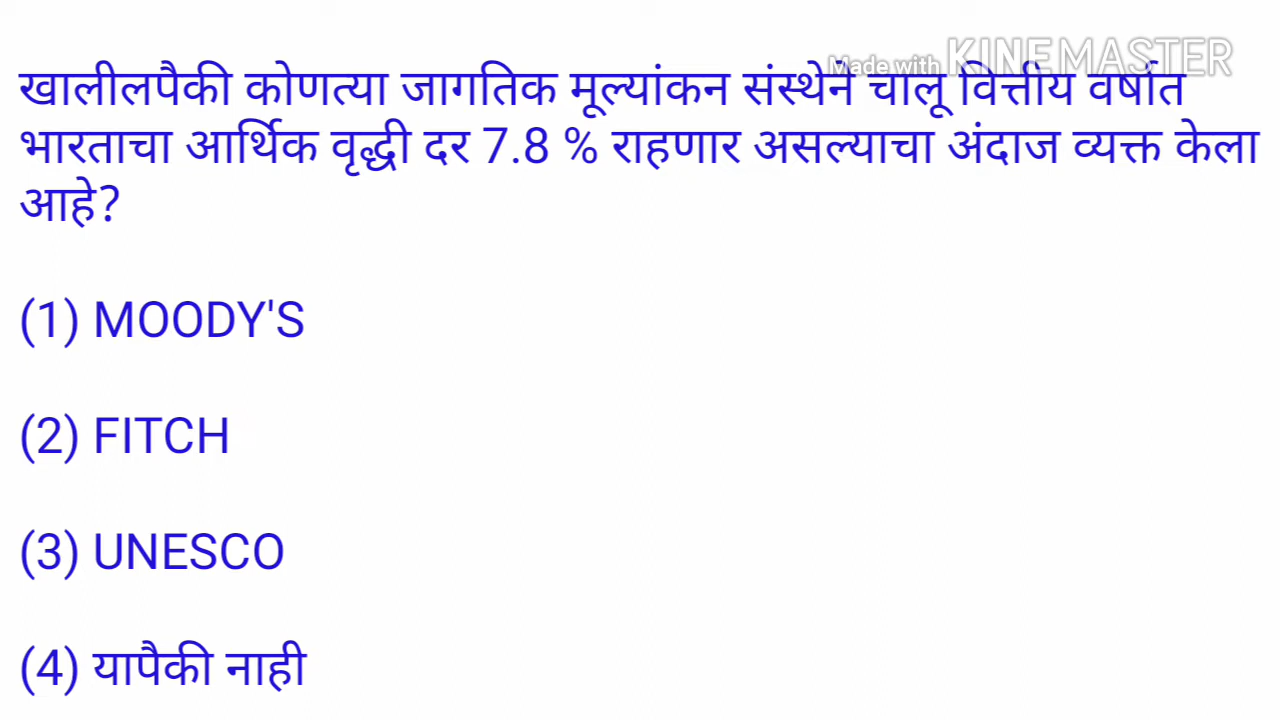 Made with KINEMASTER
खालीलपैकी कोणत्या जागतिक मूल्यांकन संस्थेने चालू वित्तीय वर्षात
भारताचा आर्थिक वृद्धी दर 7.8 % राहणार असल्याचा अंदाज व्यक्त केला
आहे?
(1) MOODY'S
(2) FITCH
(3) UNESCO
(4) यापैकी नाही